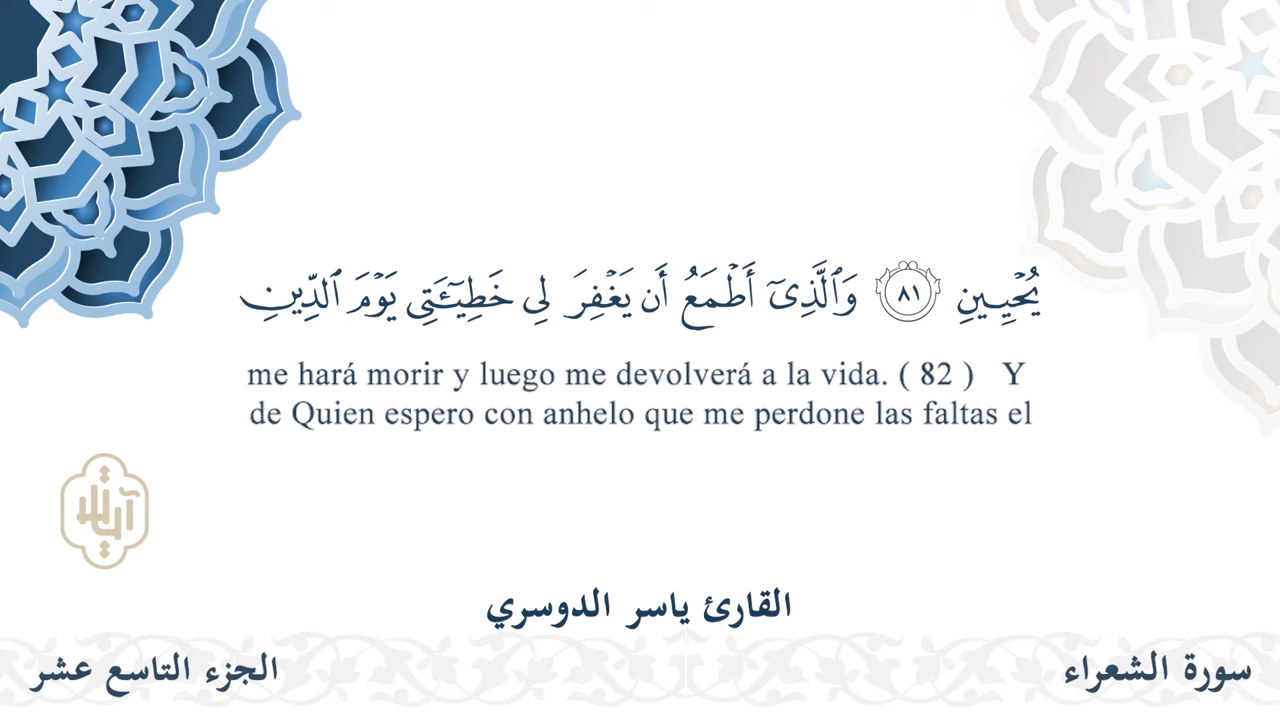 يُحۡيِينِ ٨١ وَٱلَّذِيٓ أَطۡمَعُ أَن يَغۡفِرَ لِي خَطِيٓـَٔتِي يَوۡمَ ٱلدِّينِ
me hará morir y luego me devolverá a la vida. ( 82 ) Y
de Quien espero con anhelo que me perdone las faltas el
القارئ ياسر الدوسري
سورة الشعراء
الجزء التاسع عشر